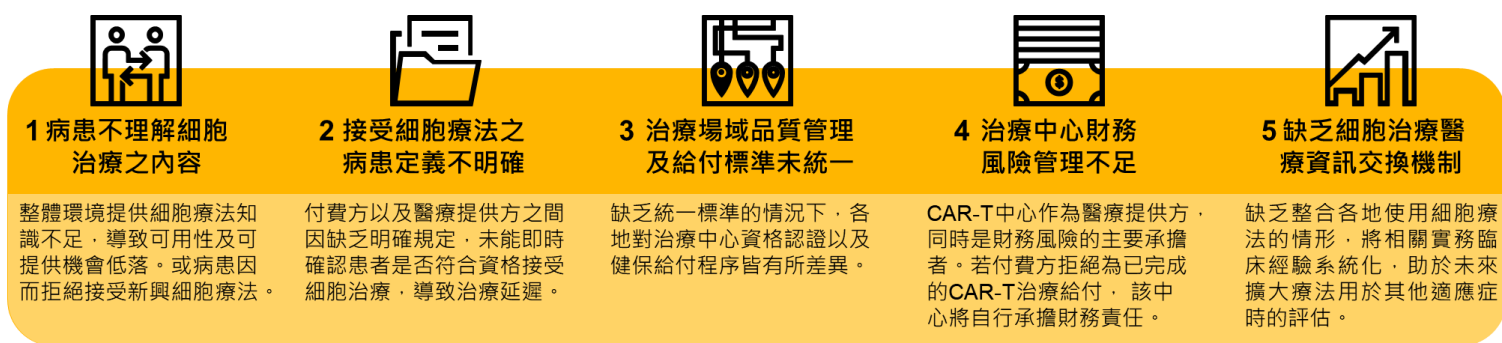 1 病患不理解細胞
治療之內容
整體環境提供細胞療法知
識不足，導致可用性及可
提供機會低落。或病患因
而拒絕接受新興細胞療法。
2 接受細胞療法之
病患定義不明確
付費方以及醫療提供方之間
因缺乏明確規定，未能即時
確認患者是否符合資格接受
細胞治療，導致治療延遲。
3 治療場域品質管理
及給付標準未統一
缺乏統一標準的情況下，各
地對治療中心資格認證以及
健保給付程序皆有所差異。
4 治療中心財務
風險管理不足
CAR-T中心作為醫療提供方，
同時是財務風險的主要承擔
者。若付費方拒絕為已完成
的CAR-T治療給付， 該中
心將自行承擔財務責任。
5 缺乏細胞治療醫
療資訊交換機制
缺乏整合各地使用細胞療
法的情形，將相關實務臨
床經驗系統化，助於未來
擴大療法用於其他適應症
時的評估。